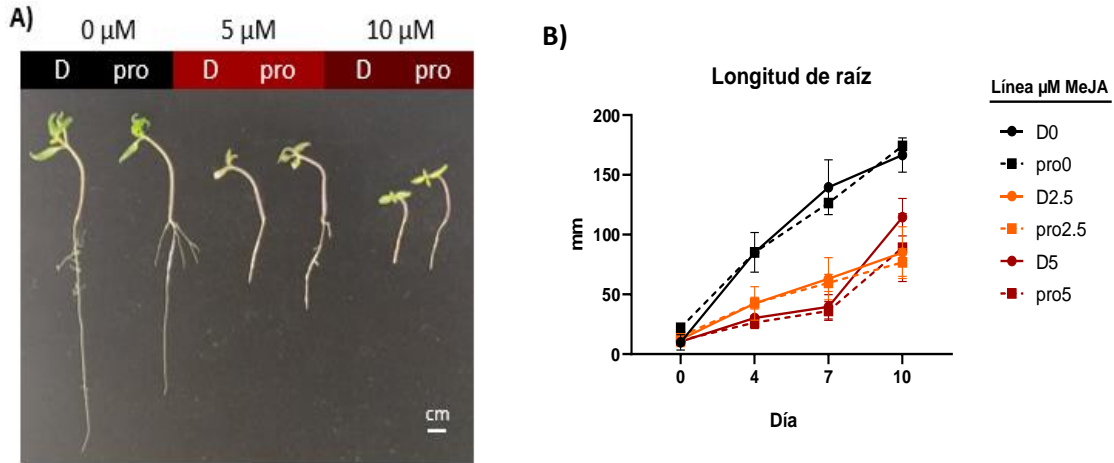 A)
0 µM 5 µM 10 µM
D pro D pro D pro
cm
B)
Longitud de raíz
mm
200
150
100
50
0
0 4 7 10
Día
Línea µM MeJA
D0
pro0
D2.5
pro2.5
D5
pro5